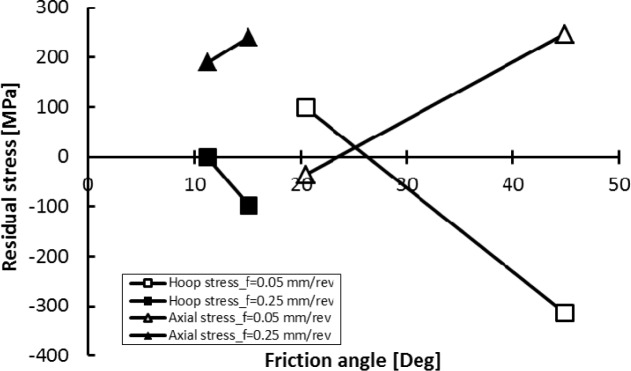 300
200
100
0
-100
-200
-300
-400
Residual stress [MPa]
0 10 20 30 40 50
Hoop stress_f=0.05 mm/rev
Hoop stress_f=0.25 mm/rev
Axial stress_f=0.05 mm/rev
Axial stress_f=0.25 mm/rev
Friction angle [Deg]